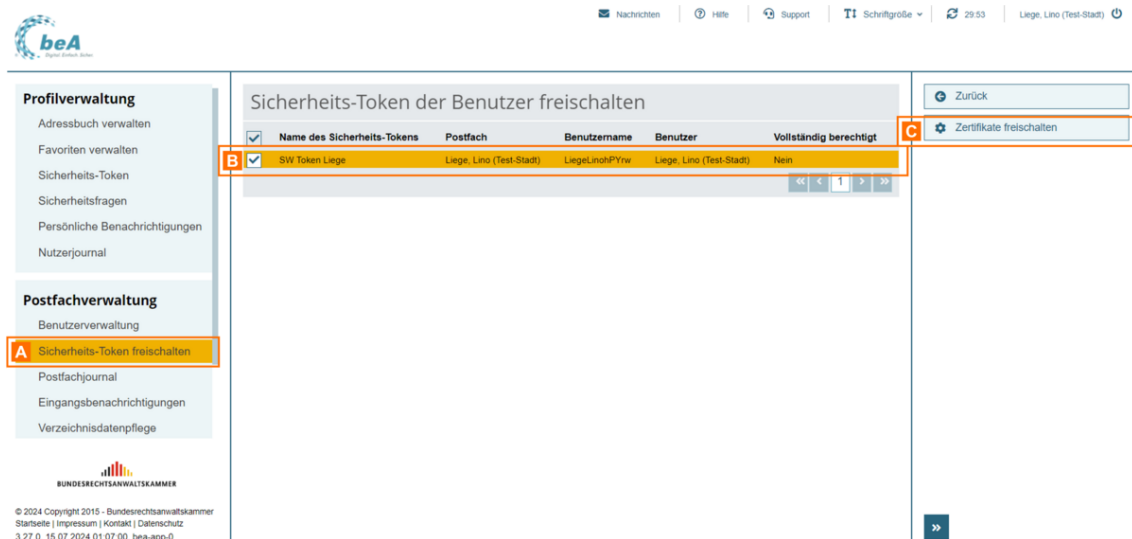 Nachrichten Hilfe Support Schriftgröße 29:53 Liege, Lino (Test-Stadt)
beA
Digital. Einfach. Sicher.
Profilverwaltung
Adressbuch verwalten
Favoriten verwalten
Sicherheits-Token
Sicherheitsfragen
Persönliche Benachrichtigungen
Nutzerjournal
Postfachverwaltung
Benutzerverwaltung
A Sicherheits-Token freischalten
Postfachjournal
Eingangsbenachrichtigungen
Verzeichnisdatenpflege
BUNDESRECHTSANWALTSKAMMER
© 2024 Copyright 2015 - Bundesrechtsanwaltskammer
Startseite | Impressum | Kontakt | Datenschutz
3.27.0 15.07.2024 01:07:00 bea-app-0
Sicherheits-Token der Benutzer freischalten
Name des Sicherheits-Tokens Postfach Benutzername Benutzer Vollständig berechtigt
B SW Token Liege Liege, Lino (Test-Stadt) LiegeLinohPYrw Liege, Lino (Test-Stadt) Nein
« < 1 > »
Zurück
C Zertifikate freischalten
»